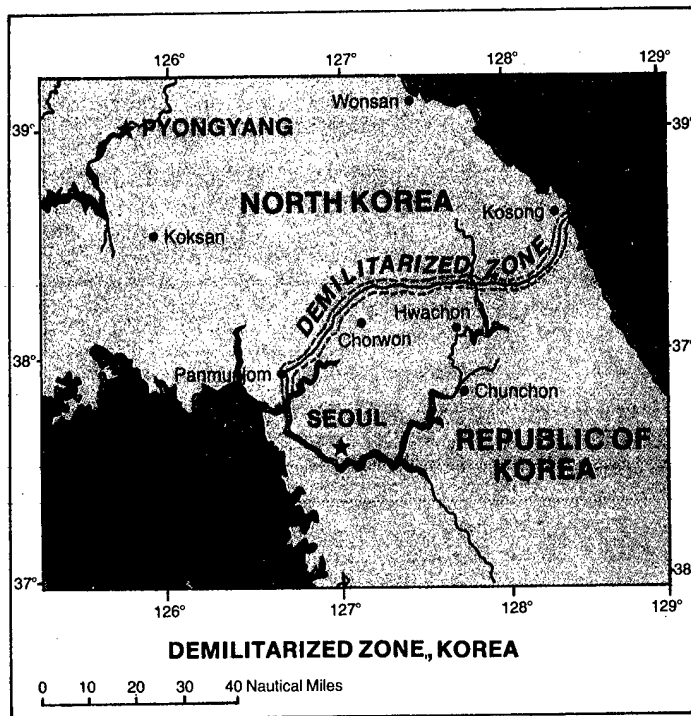 126° 127° 128° 129°
Wonsan
39° 39°
PYONGYANG
NORTH KOREA
Kosong
Koksan
DEMILITARIZED ZONE
Hwachon
Chorwon
38° 37°
Panmunjom
Chunchon
SEOUL
REPUBLIC OF
KOREA
37° 38°
126° 127° 128° 129°
DEMILITARIZED ZONE,, KOREA
0 10 20 30 40 Nautical Miles